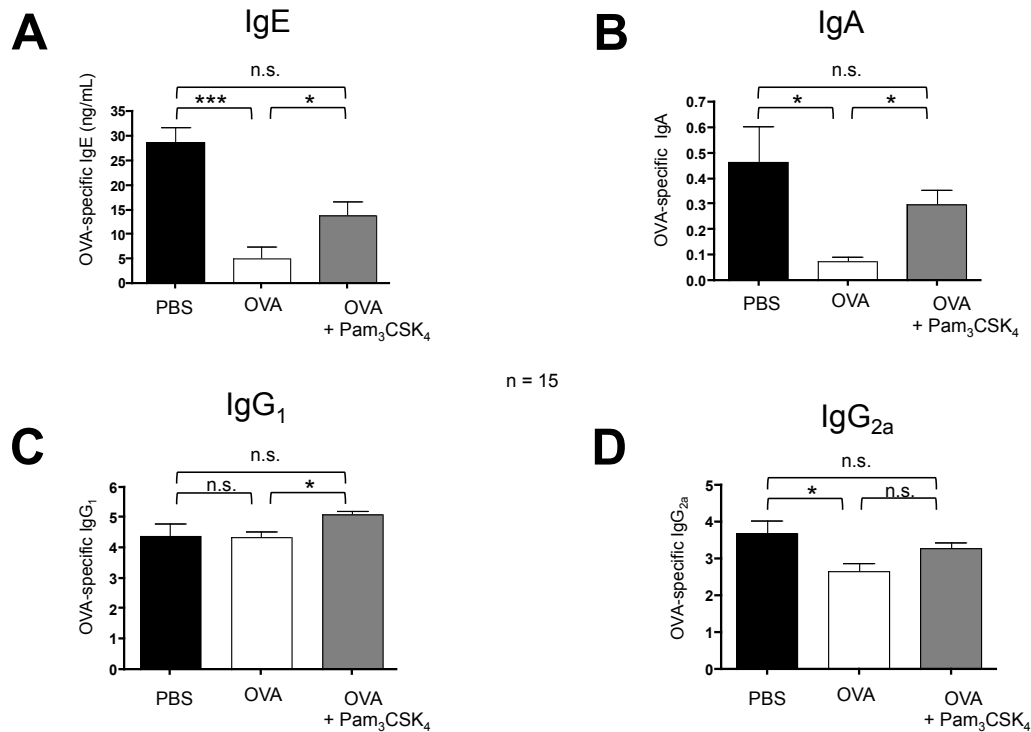 A
IgE
n.s.
***
*
OVA-specific IgE (ng/mL)
35
30
25
20
15
10
5
0
PBS
OVA
OVA
+ Pam₃CSK₄
B
IgA
n.s.
*
*
OVA-specific IgA
0.7
0.6
0.5
0.4
0.3
0.2
0.1
0.0
PBS
OVA
OVA
+ Pam₃CSK₄
n = 15
C
IgG₁
n.s.
n.s.
*
OVA-specific IgG₁
6
5
4
3
2
1
0
PBS
OVA
OVA
+ Pam₃CSK₄
D
IgG₂ₐ
n.s.
*
n.s.
OVA-specific IgG₂ₐ
5
4
3
2
1
0
PBS
OVA
OVA
+ Pam₃CSK₄